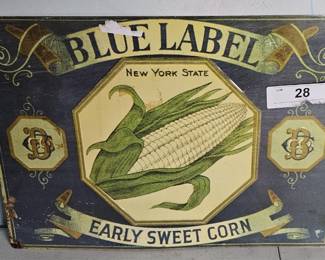 BLUE LABEL
NEW YORK STATE
28
EARLY SWEET CORN